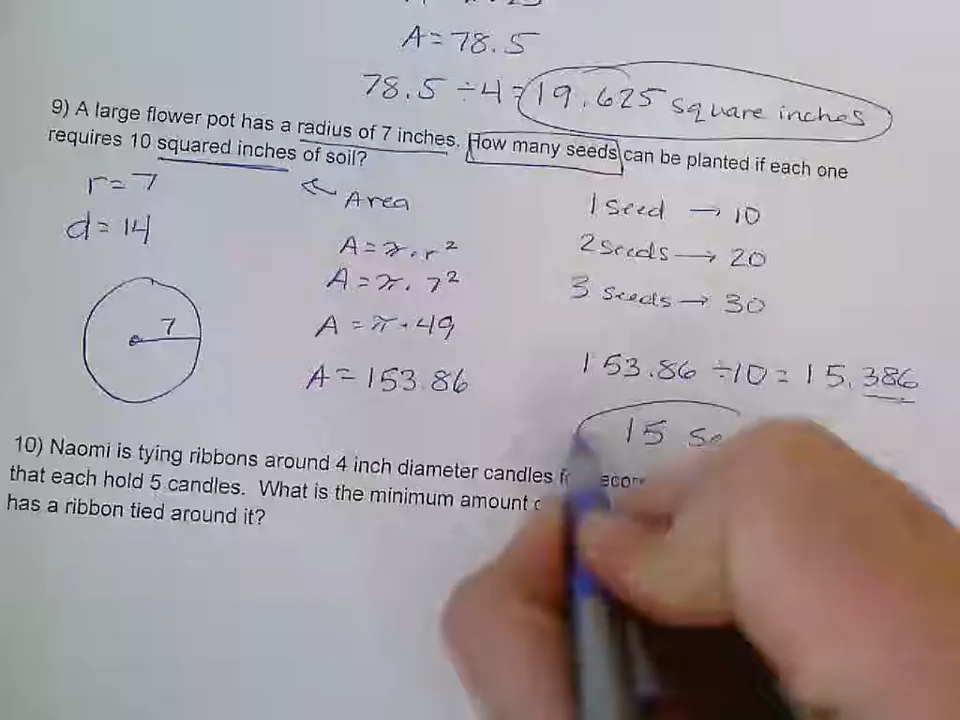 A = 78.5
78.5 ÷ 4 = 19.625 square inches
9) A large flower pot has a radius of 7 inches. How many seeds can be planted if each one
requires 10 squared inches of soil?
r = 7
d = 14
7
← Area
A = π · r²
A = π · 7²
A = π · 49
A = 153.86
1 seed → 10
2 seeds → 20
3 seeds → 30
153.86 ÷ 10 = 15.386
15
10) Naomi is tying ribbons around 4 inch diameter candles
that each hold 5 candles. What is the minimum amount
has a ribbon tied around it?